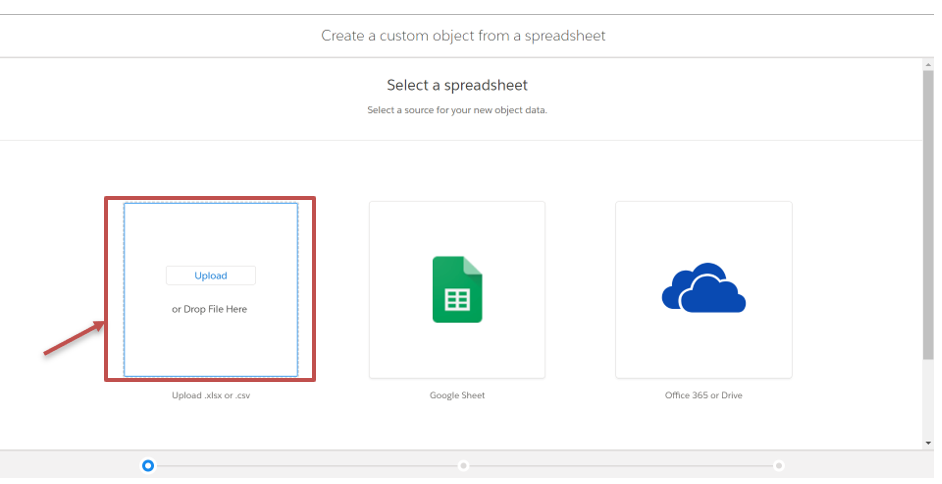 Create a custom object from a spreadsheet
Select a spreadsheet
Select a source for your new object data.
Upload
or Drop File Here
Upload .xlsx or .csv
Google Sheet
Office 365 or Drive